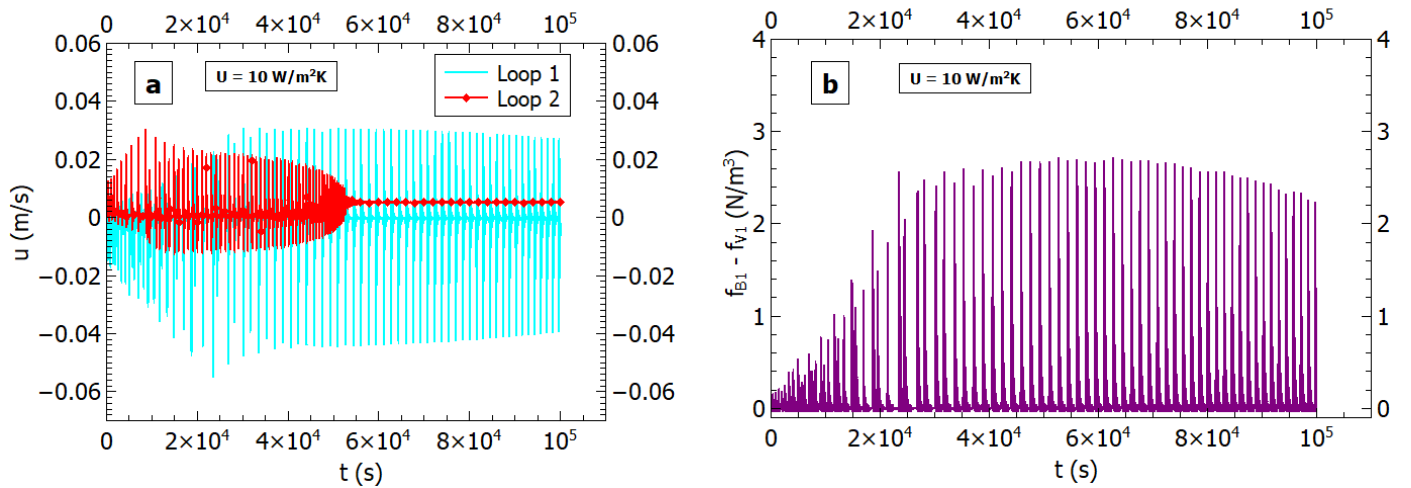 0 2×10⁴ 4×10⁴ 6×10⁴ 8×10⁴ 10⁵
0.06 0.06
a U = 10 W/m²K Loop 1
Loop 2
0.04 0.04
0.02 0.02
0 0
−0.02 −0.02
−0.04 −0.04
−0.06 −0.06
u (m/s)
0 2×10⁴ 4×10⁴ 6×10⁴ 8×10⁴ 10⁵
t (s)
0 2×10⁴ 4×10⁴ 6×10⁴ 8×10⁴ 10⁵
4 4
b U = 10 W/m²K
3 3
2 2
1 1
0 0
f_B1 - f_V1 (N/m³)
0 2×10⁴ 4×10⁴ 6×10⁴ 8×10⁴ 10⁵
t (s)